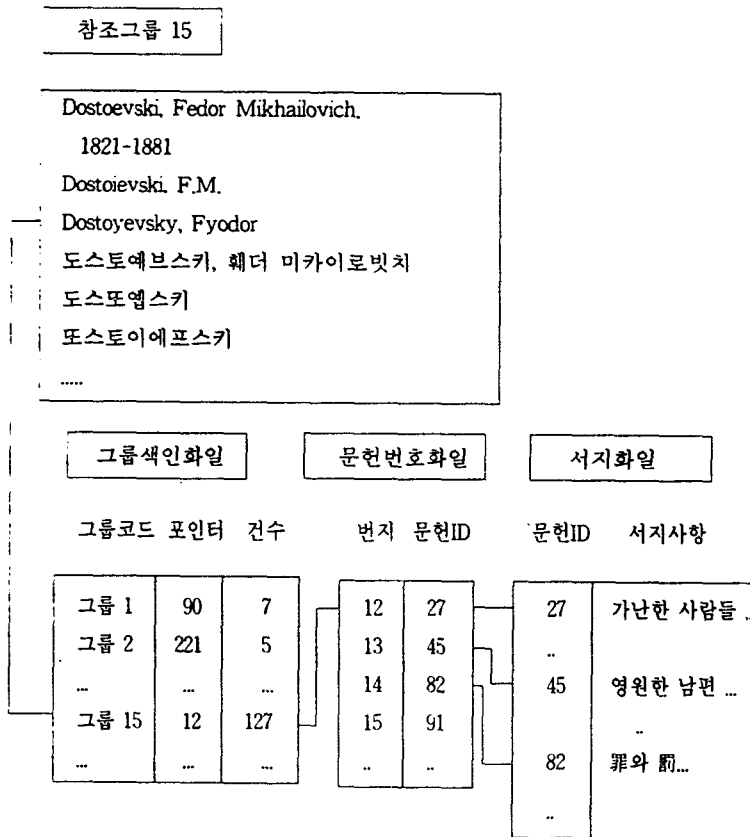 참조그룹 15
Dostoevski, Fedor Mikhailovich,
1821-1881
Dostoievski, F.M.
Dostoyevsky, Fyodor
도스토예브스키, 훼더 미카이로빗치
도스또옙스키
또스토이에프스키
.....
그룹색인화일 문헌번호화일 서지화일
그룹코드 포인터 건수 번지 문헌ID 문헌ID 서지사항
그룹 1 90 7 12 27 27 가난한 사람들 ..
그룹 2 221 5 13 45 ..
... ... ... 14 82 45 영원한 남편 ...
그룹 15 12 127 15 91 ..
... ... ... .. .. 82 罪와 罰...
..